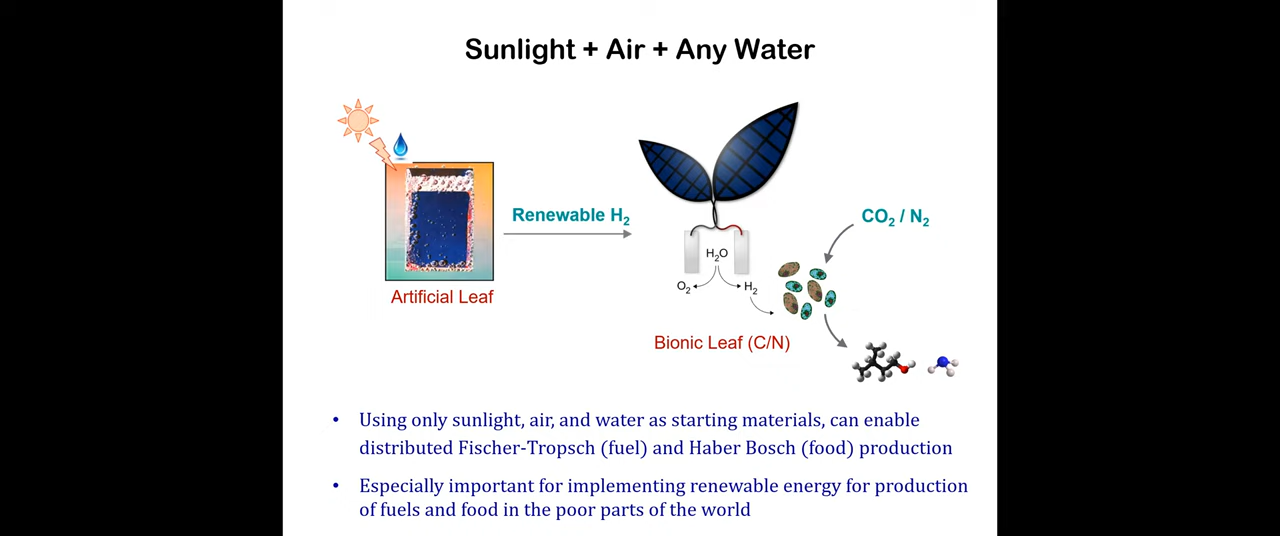 Sunlight + Air + Any Water
Renewable H₂
CO₂ / N₂
H₂O
O₂
H₂
Artificial Leaf
Bionic Leaf (C/N)
• Using only sunlight, air, and water as starting materials, can enable
distributed Fischer-Tropsch (fuel) and Haber Bosch (food) production
• Especially important for implementing renewable energy for production
of fuels and food in the poor parts of the world